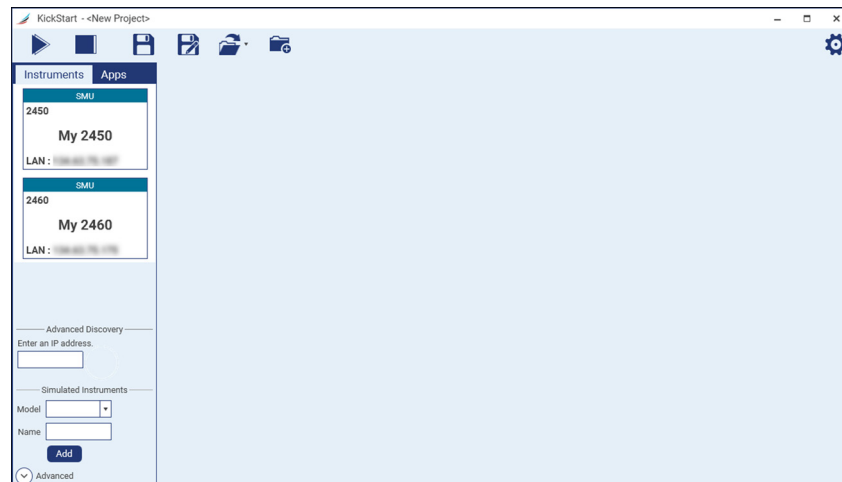 KickStart - <New Project>
Instruments Apps
SMU
2450
My 2450
LAN :
SMU
2460
My 2460
LAN :
Advanced Discovery
Enter an IP address.
Simulated Instruments
Model
Name
Add
Advanced